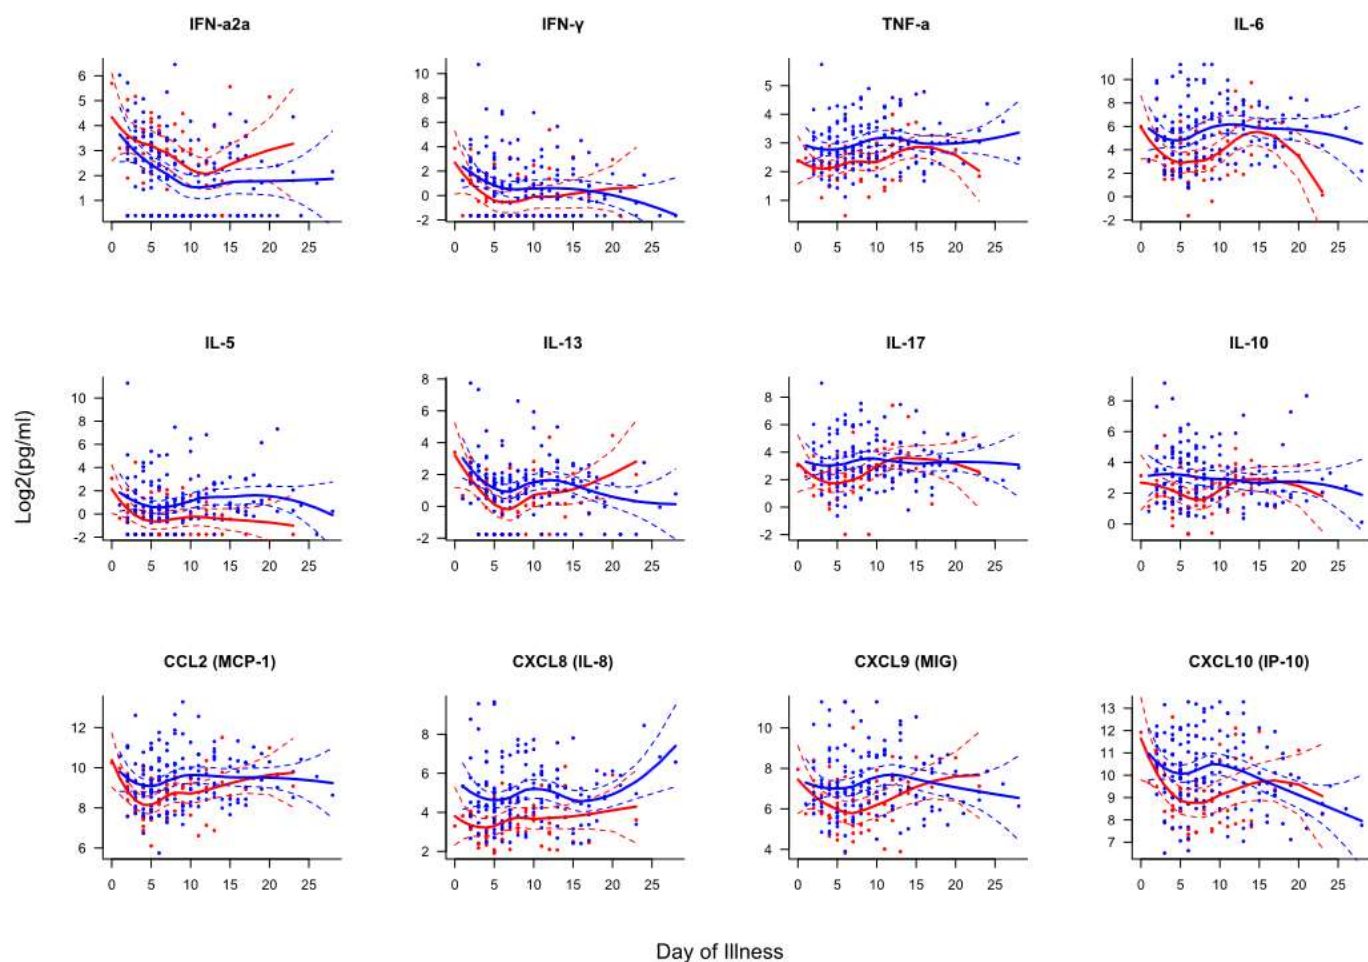 IFN-a2a
6
5
4
3
2
1
0 5 10 15 20 25
IFN-γ
10
8
6
4
2
0
-2
0 5 10 15 20 25
TNF-a
5
4
3
2
1
0 5 10 15 20 25
IL-6
10
8
6
4
2
0
-2
0 5 10 15 20 25
Log2(pg/ml)
IL-5
10
8
6
4
2
0
-2
0 5 10 15 20 25
IL-13
8
6
4
2
0
-2
0 5 10 15 20 25
IL-17
8
6
4
2
0
-2
0 5 10 15 20 25
IL-10
8
6
4
2
0
0 5 10 15 20 25
CCL2 (MCP-1)
12
10
8
6
0 5 10 15 20 25
CXCL8 (IL-8)
8
6
4
2
0 5 10 15 20 25
CXCL9 (MIG)
10
8
6
4
0 5 10 15 20 25
CXCL10 (IP-10)
13
12
11
10
9
8
7
0 5 10 15 20 25
Day of Illness